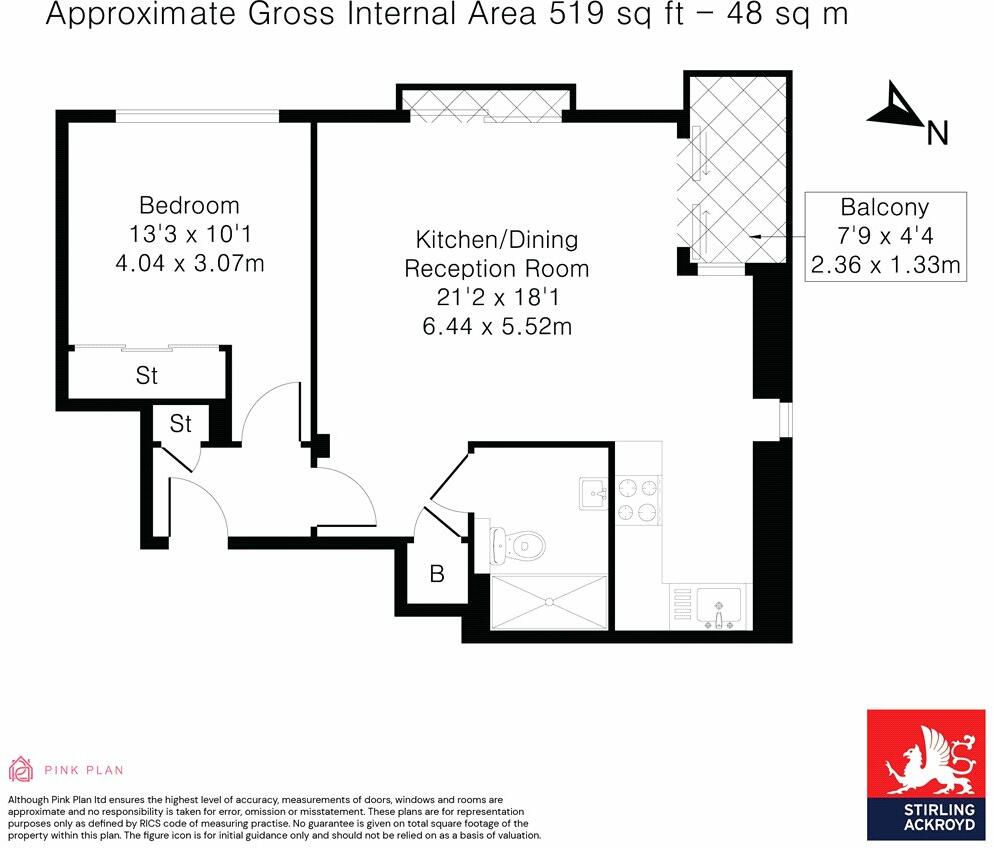 Approximate Gross Internal Area 519 sq ft – 48 sq m
N
Bedroom
13'3 x 10'1
4.04 x 3.07m
Kitchen/Dining
Reception Room
21'2 x 18'1
6.44 x 5.52m
Balcony
7'9 x 4'4
2.36 x 1.33m
St
St
B
PINK PLAN
Although Pink Plan ltd ensures the highest level of accuracy, measurements of doors, windows and rooms are
approximate and no responsibility is taken for error, omission or misstatement. These plans are for representation
purposes only as defined by RICS code of measuring practise. No guarantee is given on total square footage of the
property within this plan. The figure icon is for initial guidance only and should not be relied on as a basis of valuation.
STIRLING
ACKROYD